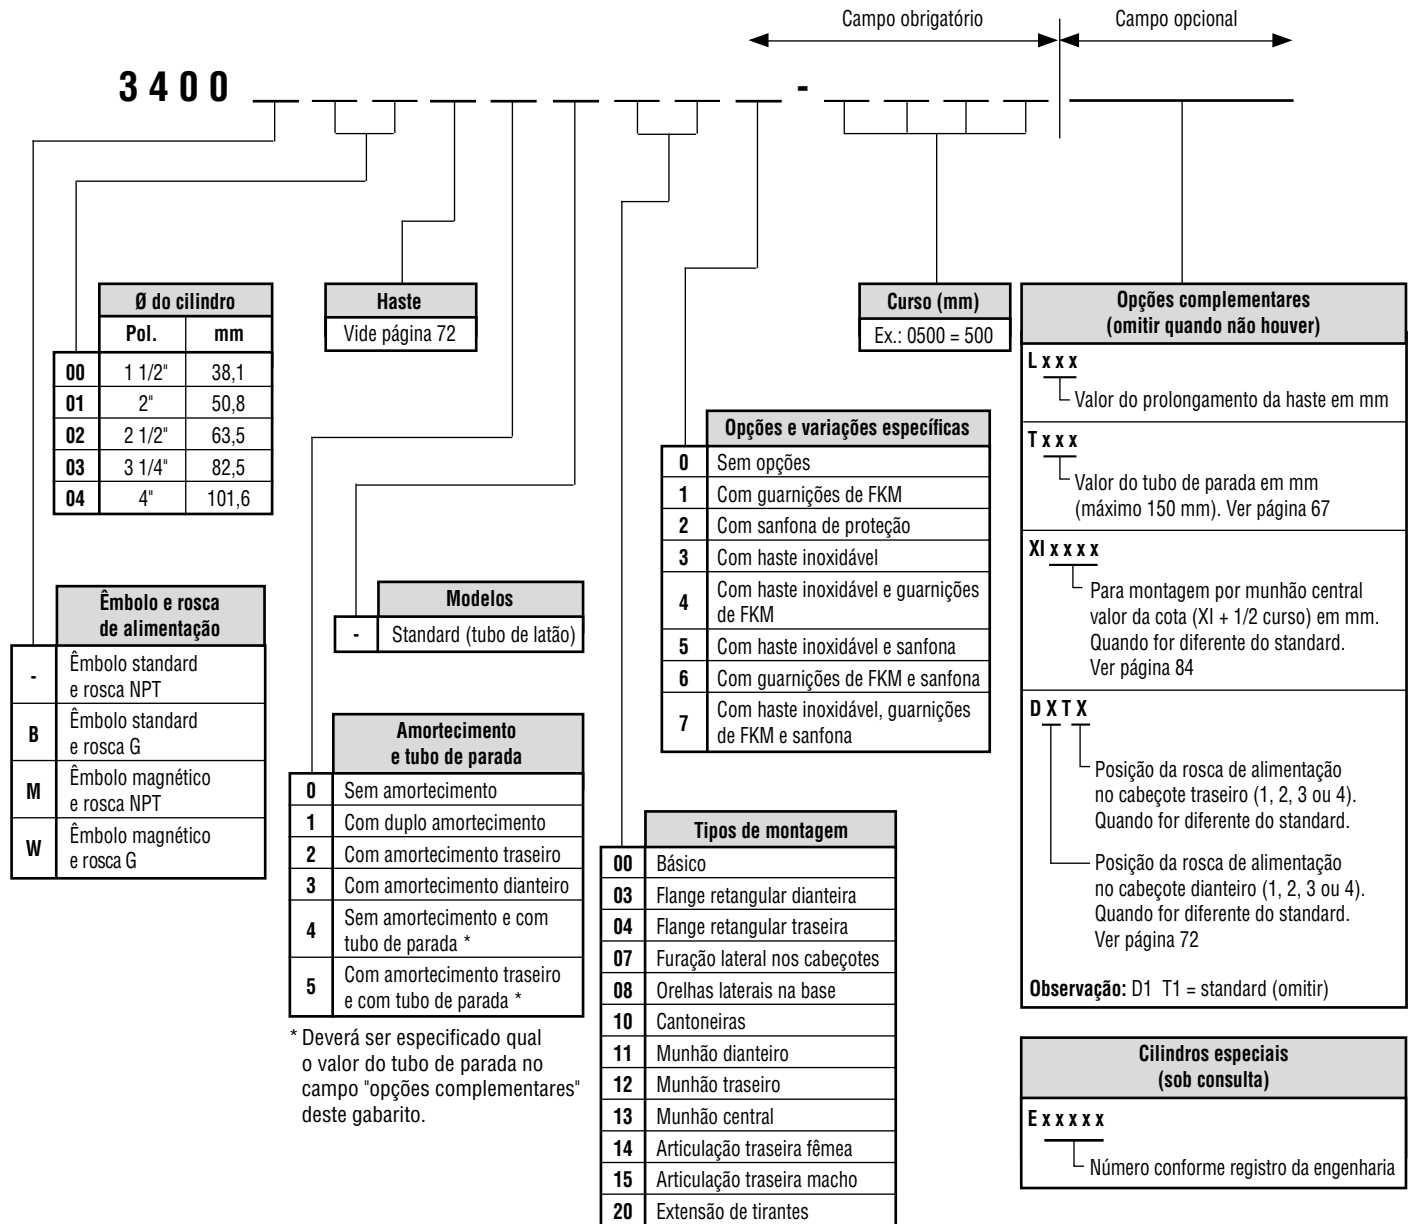 Campo obrigatório
Campo opcional
3400
-
Ø do cilindro
Pol. mm
00 1 1/2" 38,1
01 2" 50,8
02 2 1/2" 63,5
03 3 1/4" 82,5
04 4" 101,6
Haste
Vide página 72
Curso (mm)
Ex.: 0500 = 500
Opções complementares
(omitir quando não houver)
L x x x
Valor do prolongamento da haste em mm
T x x x
Valor do tubo de parada em mm
(máximo 150 mm). Ver página 67
XI x x x x
Para montagem por munhão central
valor da cota (XI + 1/2 curso) em mm.
Quando for diferente do standard.
Ver página 84
D X T X
Posição da rosca de alimentação
no cabeçote traseiro (1, 2, 3 ou 4).
Quando for diferente do standard.
Posição da rosca de alimentação
no cabeçote dianteiro (1, 2, 3 ou 4).
Quando for diferente do standard.
Ver página 72
Observação: D1 T1 = standard (omitir)
Opções e variações específicas
0 Sem opções
1 Com guarnições de FKM
2 Com sanfona de proteção
3 Com haste inoxidável
4 Com haste inoxidável e guarnições
de FKM
5 Com haste inoxidável e sanfona
6 Com guarnições de FKM e sanfona
7 Com haste inoxidável, guarnições
de FKM e sanfona
Êmbolo e rosca
de alimentação
- Êmbolo standard
e rosca NPT
B Êmbolo standard
e rosca G
M Êmbolo magnético
e rosca NPT
W Êmbolo magnético
e rosca G
Modelos
- Standard (tubo de latão)
Amortecimento
e tubo de parada
0 Sem amortecimento
1 Com duplo amortecimento
2 Com amortecimento traseiro
3 Com amortecimento dianteiro
4 Sem amortecimento e com
tubo de parada *
5 Com amortecimento traseiro
e com tubo de parada *
* Deverá ser especificado qual
o valor do tubo de parada no
campo "opções complementares"
deste gabarito.
Tipos de montagem
00 Básico
03 Flange retangular dianteira
04 Flange retangular traseira
07 Furação lateral nos cabeçotes
08 Orelhas laterais na base
10 Cantoneiras
11 Munhão dianteiro
12 Munhão traseiro
13 Munhão central
14 Articulação traseira fêmea
15 Articulação traseira macho
20 Extensão de tirantes
Cilindros especiais
(sob consulta)
E x x x x x
Número conforme registro da engenharia